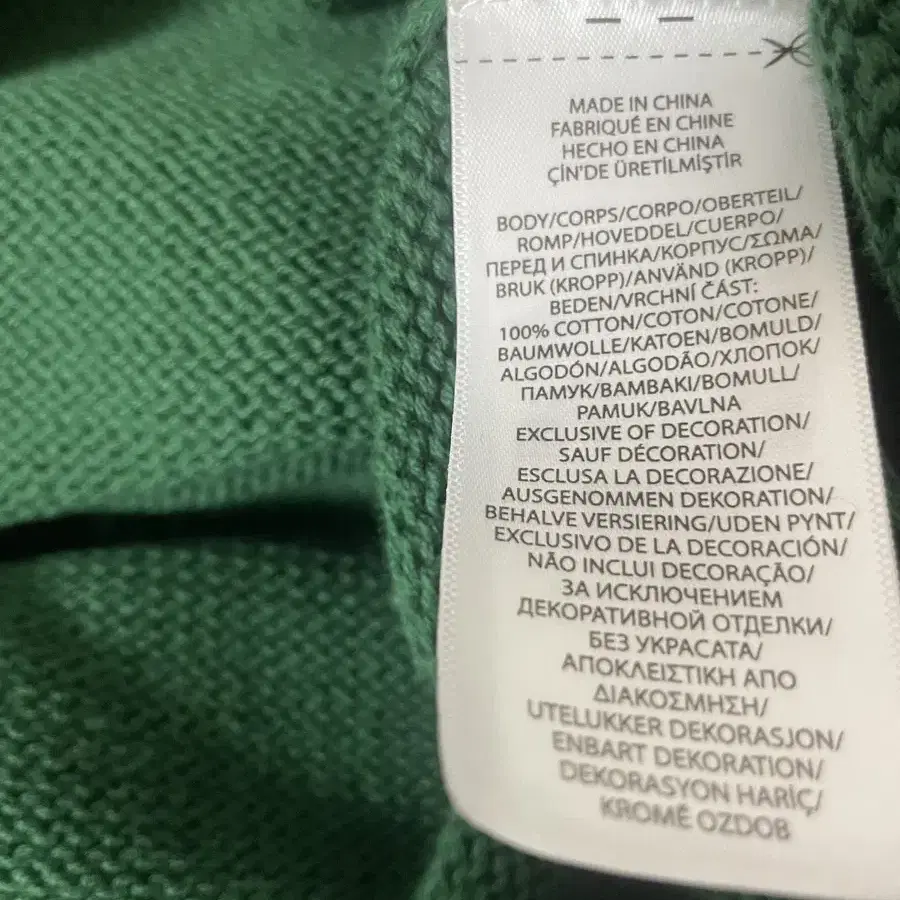 MADE IN CHINA
FABRIQUÉ EN CHINE
HECHO EN CHINA
ÇİN'DE ÜRETİLMİŞTİR
BODY/CORPS/CORPO/OBERTEIL/
ROMP/HOVEDDEL/CUERPO/
ПЕРЕД И СПИНКА/КОРПУС/ΣΩΜΑ/
BRUK (KROPP)/ANVÄND (KROPP)/
BEDEN/VRCHNÍ ČÁST:
100% COTTON/COTON/COTONE/
BAUMWOLLE/KATOEN/BOMULD/
ALGODÓN/ALGODÃO/ХЛОПОК/
ПАМУК/ΒΑΜΒΑΚΙ/BOMULL/
PAMUK/BAVLNA
EXCLUSIVE OF DECORATION/
SAUF DÉCORATION/
ESCLUSA LA DECORAZIONE/
AUSGENOMMEN DEKORATION/
BEHALVE VERSIERING/UDEN PYNT/
EXCLUSIVO DE LA DECORACIÓN/
NÃO INCLUI DECORAÇÃO/
ЗА ИСКЛЮЧЕНИЕМ
ДЕКОРАТИВНОЙ ОТДЕЛКИ/
БЕЗ УКРАСАТА/
ΑΠΟΚΛΕΙΣΤΙΚΗ ΑΠΟ
ΔΙΑΚΟΣΜΗΣΗ/
UTELUKKER DEKORASJON/
ENBART DEKORATION/
DEKORASYON HARİÇ/
KROMĚ OZDOB